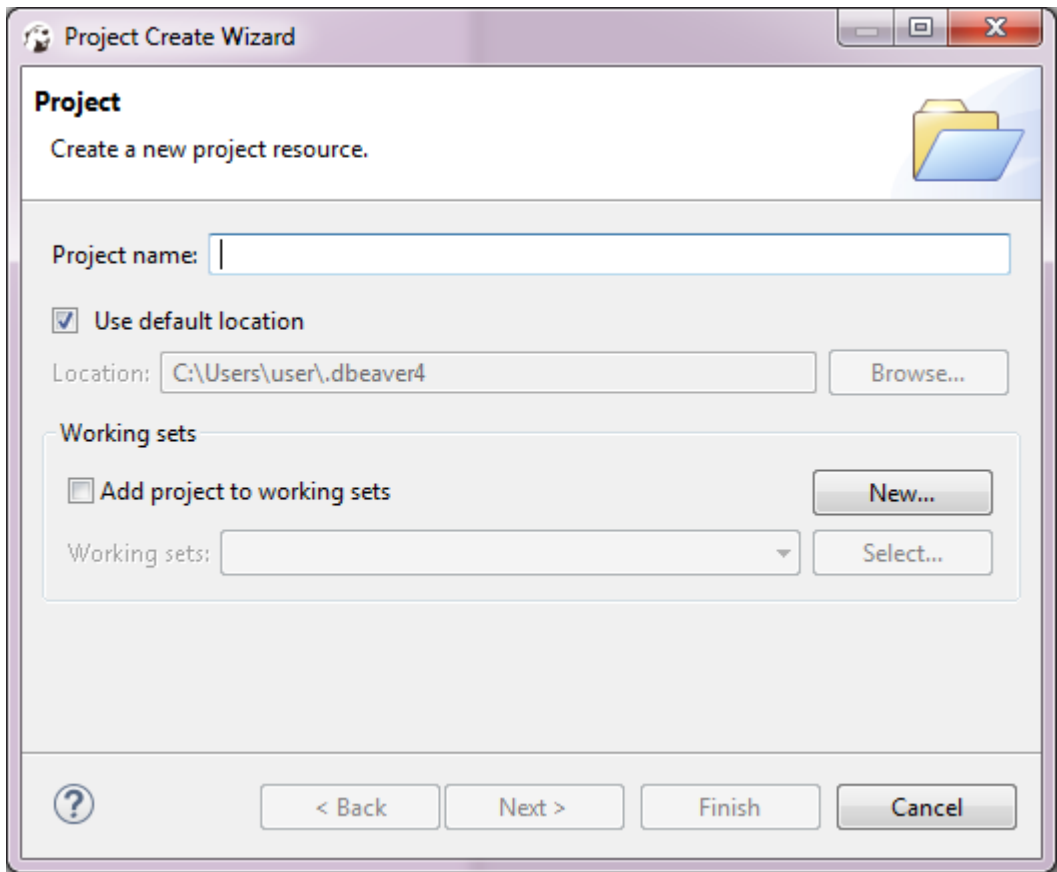 Project Create Wizard
Project
Create a new project resource.
Project name:
Use default location
Location: C:\Users\user\.dbeaver4 Browse...
Working sets
Add project to working sets New...
Working sets: Select...
? < Back Next > Finish Cancel